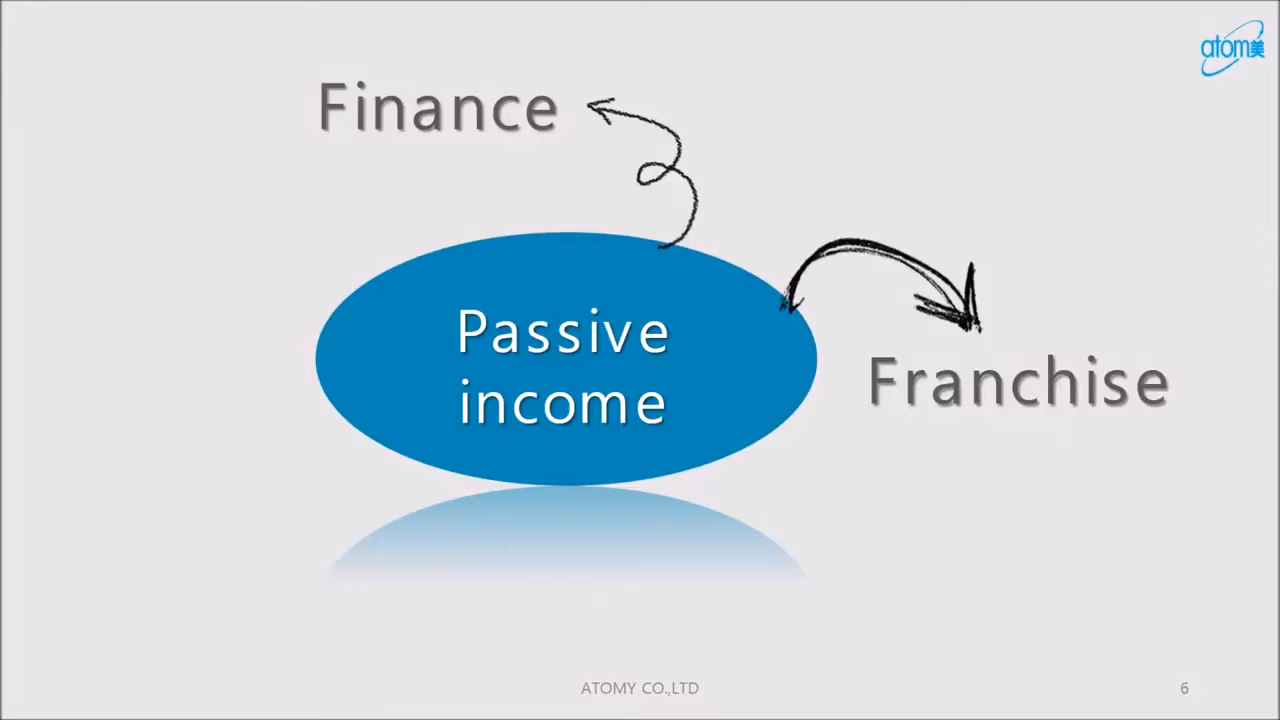 atom美
Finance
Passive
income
Franchise
ATOMY CO.,LTD
6